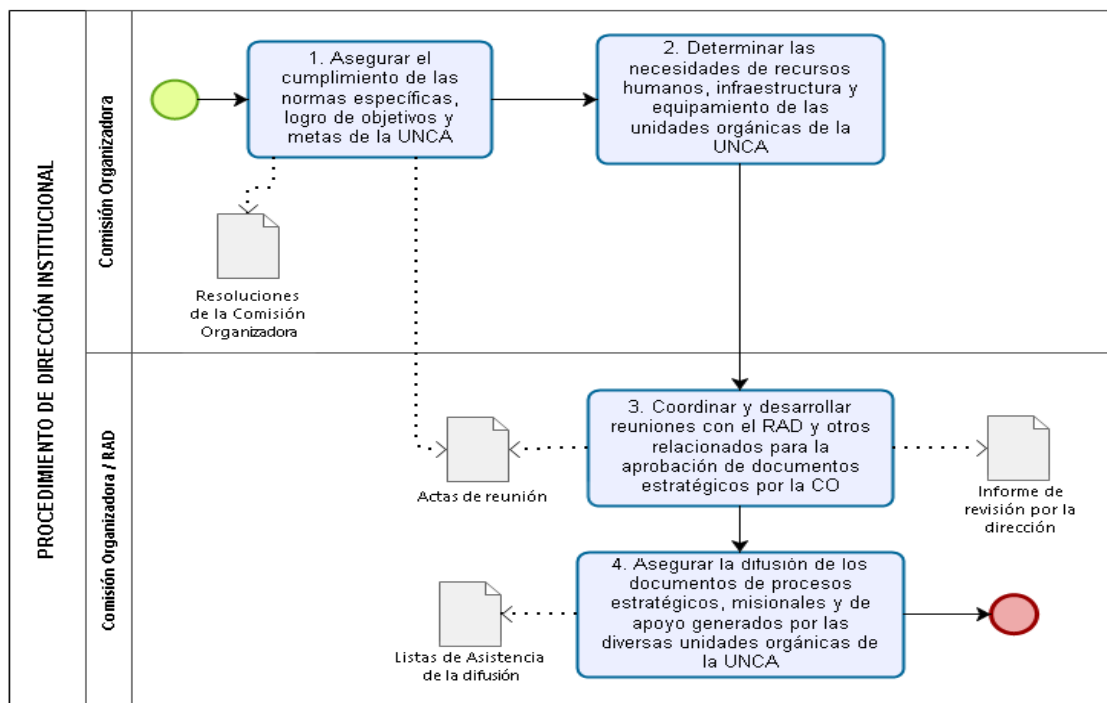 PROCEDIMIENTO DE DIRECCIÓN INSTITUCIONAL
Comisión Organizadora
1. Asegurar el
cumplimiento de las
normas específicas,
logro de objetivos y
metas de la UNCA
2. Determinar las
necesidades de recursos
humanos, infraestructura y
equipamiento de las
unidades orgánicas de la
UNCA
Resoluciones
de la Comisión
Organizadora
Comisión Organizadora / RAD
3. Coordinar y desarrollar
reuniones con el RAD y otros
relacionados para la
aprobación de documentos
estratégicos por la CO
Actas de reunión
Informe de
revisión por la
dirección
4. Asegurar la difusión de los
documentos de procesos
estratégicos, misionales y de
apoyo generados por las
diversas unidades orgánicas de
la UNCA
Listas de Asistencia
de la difusión